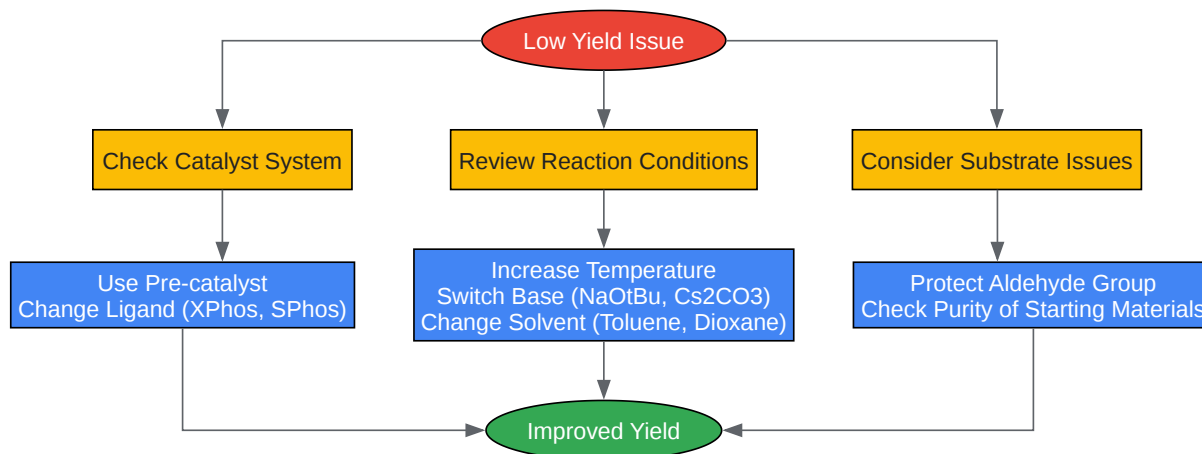 Low Yield Issue
Check Catalyst System
Review Reaction Conditions
Consider Substrate Issues
Use Pre-catalyst
Change Ligand (XPhos, SPhos)
Increase Temperature
Switch Base (NaOtBu, Cs2CO3)
Change Solvent (Toluene, Dioxane)
Protect Aldehyde Group
Check Purity of Starting Materials
Improved Yield